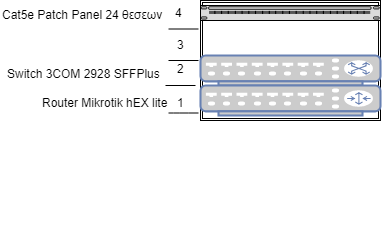 Cat5e Patch Panel 24 θεσεων 4
3
Switch 3COM 2928 SFFPlus 2
Router Mikrotik hEX lite 1